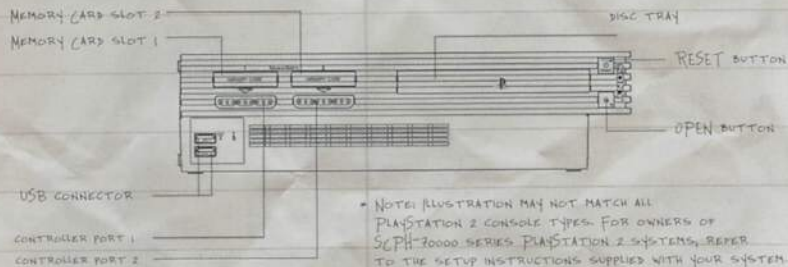 MEMORY CARD SLOT 2
MEMORY CARD SLOT 1
DISC TRAY
RESET BUTTON
OPEN BUTTON
USB CONNECTOR
CONTROLLER PORT 1
CONTROLLER PORT 2
* NOTE: ILLUSTRATION MAY NOT MATCH ALL
PLAYSTATION 2 CONSOLE TYPES. FOR OWNERS OF
SCPH-70000 SERIES PLAYSTATION 2 SYSTEMS, REFER
TO THE SETUP INSTRUCTIONS SUPPLIED WITH YOUR SYSTEM.